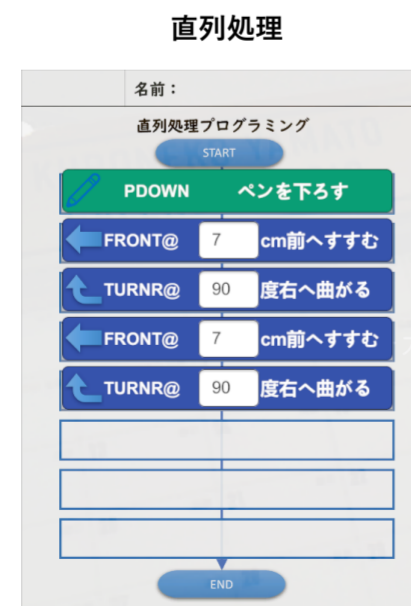 直列処理
名前：
直列処理プログラミング
START
PDOWN ペンを下ろす
FRONT@ 7 cm前へすすむ
TURNR@ 90 度右へ曲がる
FRONT@ 7 cm前へすすむ
TURNR@ 90 度右へ曲がる
END